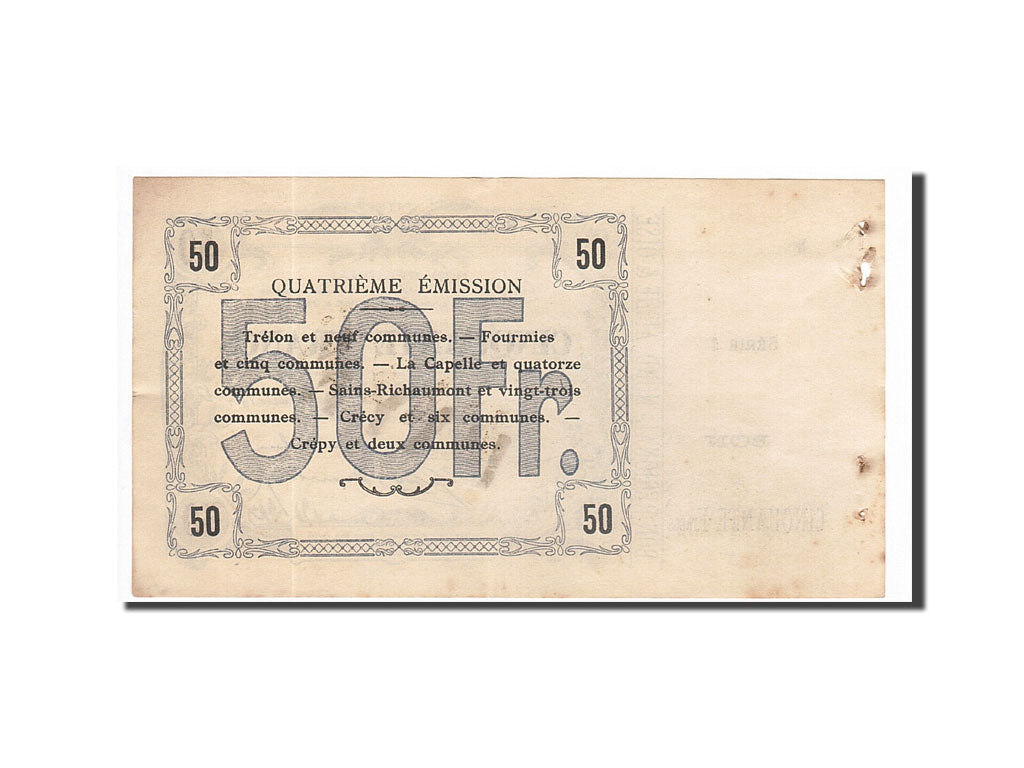 50 50
QUATRIÈME ÉMISSION
50Fr.
Trélon et neuf communes. — Fourmies
et cinq communes. — La Capelle et quatorze
communes. — Sains-Richaumont et vingt-trois
communes. — Crécy et six communes. —
Crépy et deux communes.
50 50